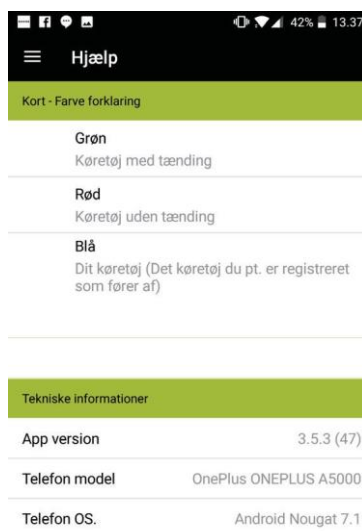 42% 13.37
Hjælp
Kort - Farve forklaring
Grøn
Køretøj med tænding
Rød
Køretøj uden tænding
Blå
Dit køretøj (Det køretøj du pt. er registreret
som fører af)
Tekniske informationer
App version 3.5.3 (47)
Telefon model OnePlus ONEPLUS A5000
Telefon OS. Android Nougat 7.1